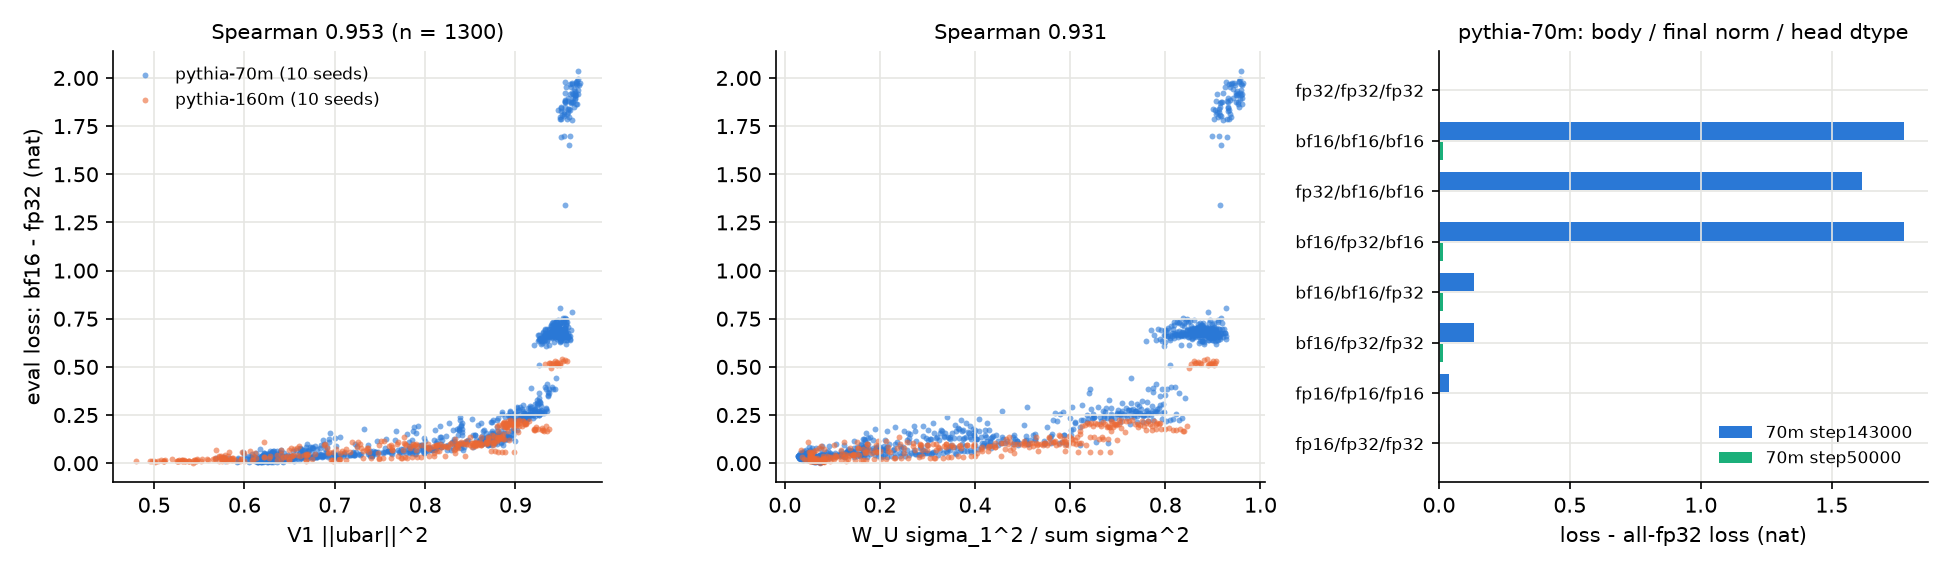 Spearman 0.953 (n = 1300)
pythia-70m (10 seeds)
pythia-160m (10 seeds)
eval loss: bf16 - fp32 (nat)
2.00
1.75
1.50
1.25
1.00
0.75
0.50
0.25
0.00
0.5 0.6 0.7 0.8 0.9
V1 ||ubar||^2
Spearman 0.931
2.00
1.75
1.50
1.25
1.00
0.75
0.50
0.25
0.00
0.0 0.2 0.4 0.6 0.8 1.0
W_U sigma_1^2 / sum sigma^2
pythia-70m: body / final norm / head dtype
fp32/fp32/fp32
bf16/bf16/bf16
fp32/bf16/bf16
bf16/fp32/bf16
bf16/bf16/fp32
bf16/fp32/fp32
fp16/fp16/fp16
fp16/fp32/fp32
70m step143000
70m step50000
0.0 0.5 1.0 1.5
loss - all-fp32 loss (nat)